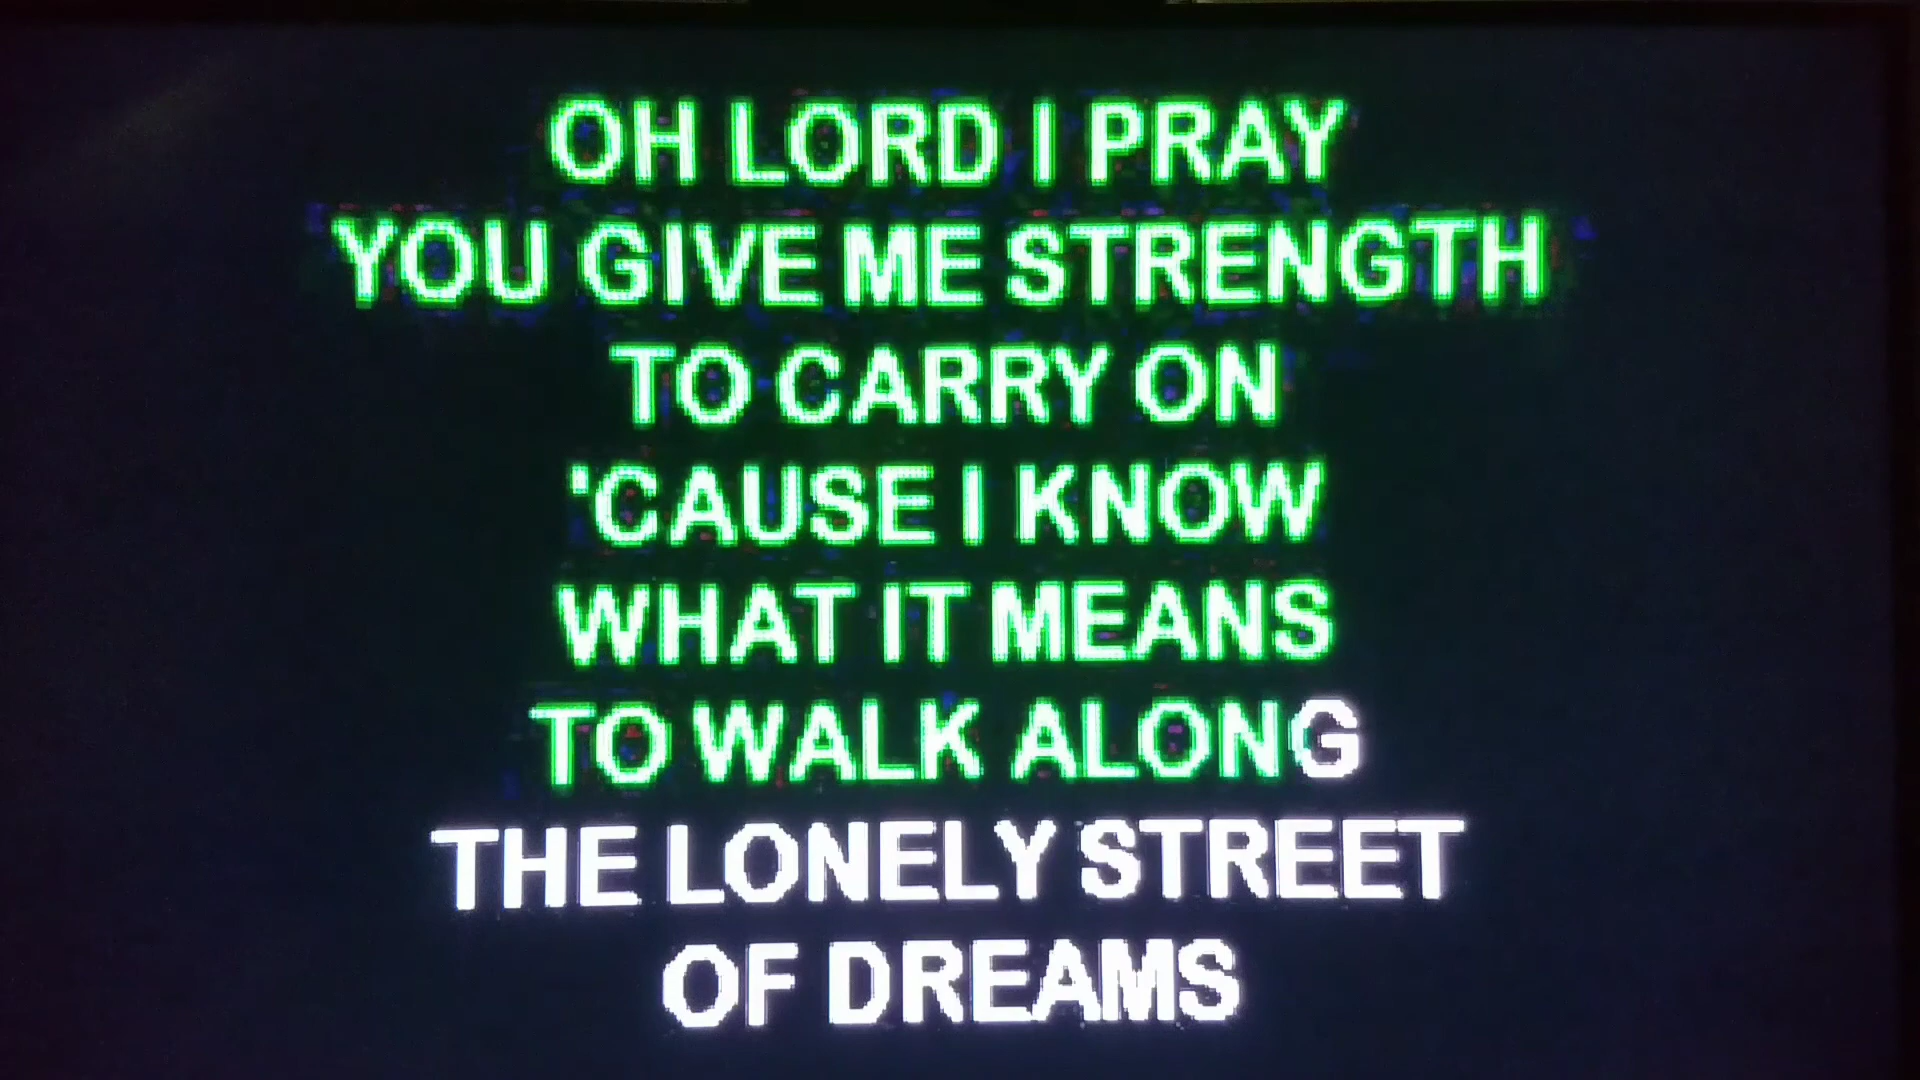 OH LORD I PRAY
YOU GIVE ME STRENGTH
TO CARRY ON
'CAUSE I KNOW
WHAT IT MEANS
TO WALK ALONG
THE LONELY STREET
OF DREAMS